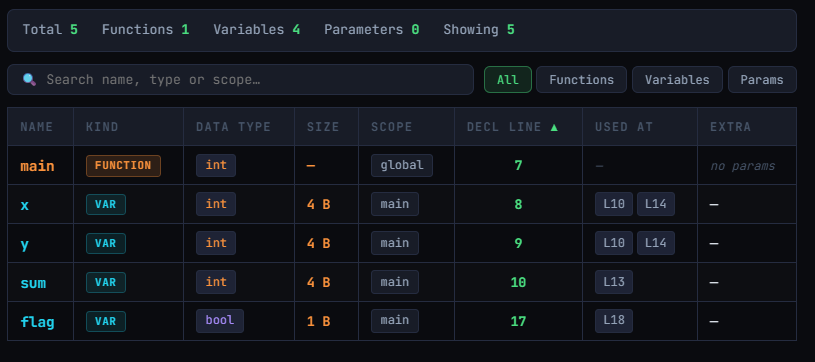 Total 5 Functions 1 Variables 4 Parameters 0 Showing 5
Search name, type or scope…
All Functions Variables Params
NAME KIND DATA TYPE SIZE SCOPE DECL LINE ▲ USED AT EXTRA
main FUNCTION int — global 7 — no params
x VAR int 4 B main 8 L10 L14 —
y VAR int 4 B main 9 L10 L14 —
sum VAR int 4 B main 10 L13 —
flag VAR bool 1 B main 17 L18 —